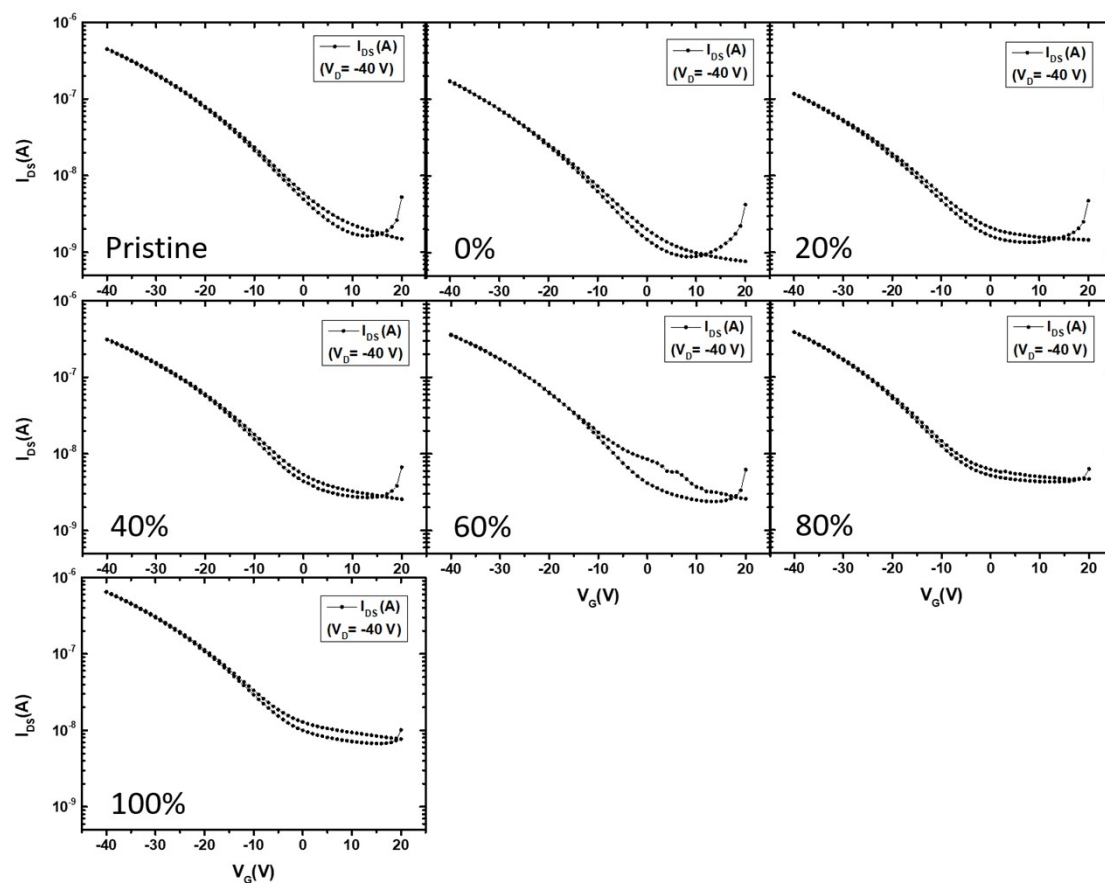 10^-6
10^-7
10^-8
10^-9
I_DS(A)
I_DS (A)
(V_D= -40 V)
Pristine
-40 -30 -20 -10 0 10 20
I_DS (A)
(V_D= -40 V)
0%
-40 -30 -20 -10 0 10 20
I_DS (A)
(V_D= -40 V)
20%
-40 -30 -20 -10 0 10 20
10^-6
10^-7
10^-8
10^-9
I_DS(A)
I_DS (A)
(V_D= -40 V)
40%
-40 -30 -20 -10 0 10 20
I_DS (A)
(V_D= -40 V)
60%
-40 -30 -20 -10 0 10 20
V_G(V)
I_DS (A)
(V_D= -40 V)
80%
-40 -30 -20 -10 0 10 20
V_G(V)
10^-6
10^-7
10^-8
10^-9
I_DS(A)
I_DS (A)
(V_D= -40 V)
100%
-40 -30 -20 -10 0 10 20
V_G(V)